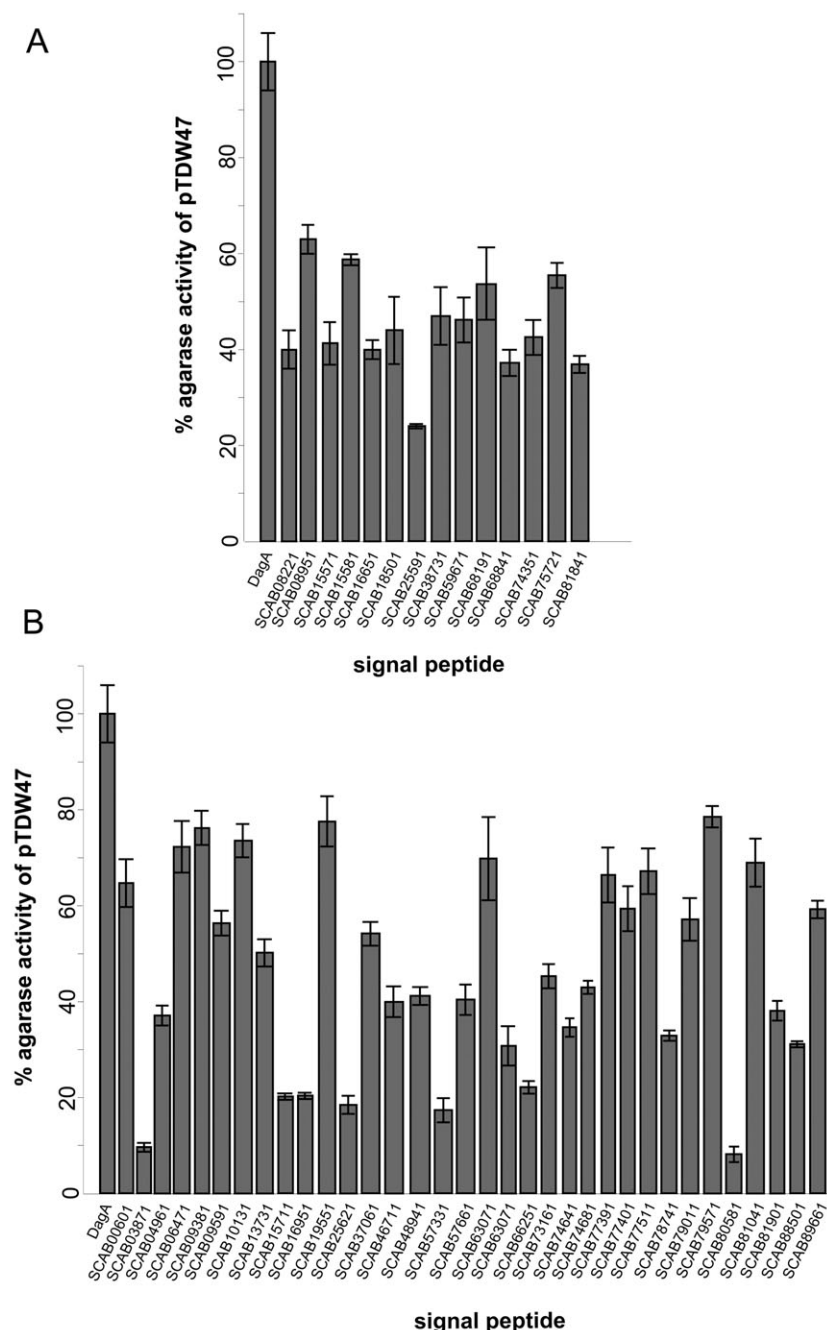 A
% agarase activity of pTDW47
100
80
60
40
20
0
DagA
SCAB08221
SCAB08951
SCAB15571
SCAB15581
SCAB16651
SCAB18501
SCAB25591
SCAB38731
SCAB59671
SCAB68191
SCAB68841
SCAB74351
SCAB75721
SCAB81841
signal peptide
B
% agarase activity of pTDW47
100
80
60
40
20
0
DagA
SCAB00601
SCAB03871
SCAB04961
SCAB06471
SCAB09381
SCAB09591
SCAB10131
SCAB13731
SCAB15711
SCAB16951
SCAB19551
SCAB25621
SCAB37061
SCAB46711
SCAB48941
SCAB57331
SCAB57661
SCAB63071
SCAB63071
SCAB66251
SCAB73161
SCAB74641
SCAB74681
SCAB77391
SCAB77401
SCAB77511
SCAB78741
SCAB79011
SCAB79571
SCAB80581
SCAB81041
SCAB81901
SCAB89501
SCAB89661
signal peptide